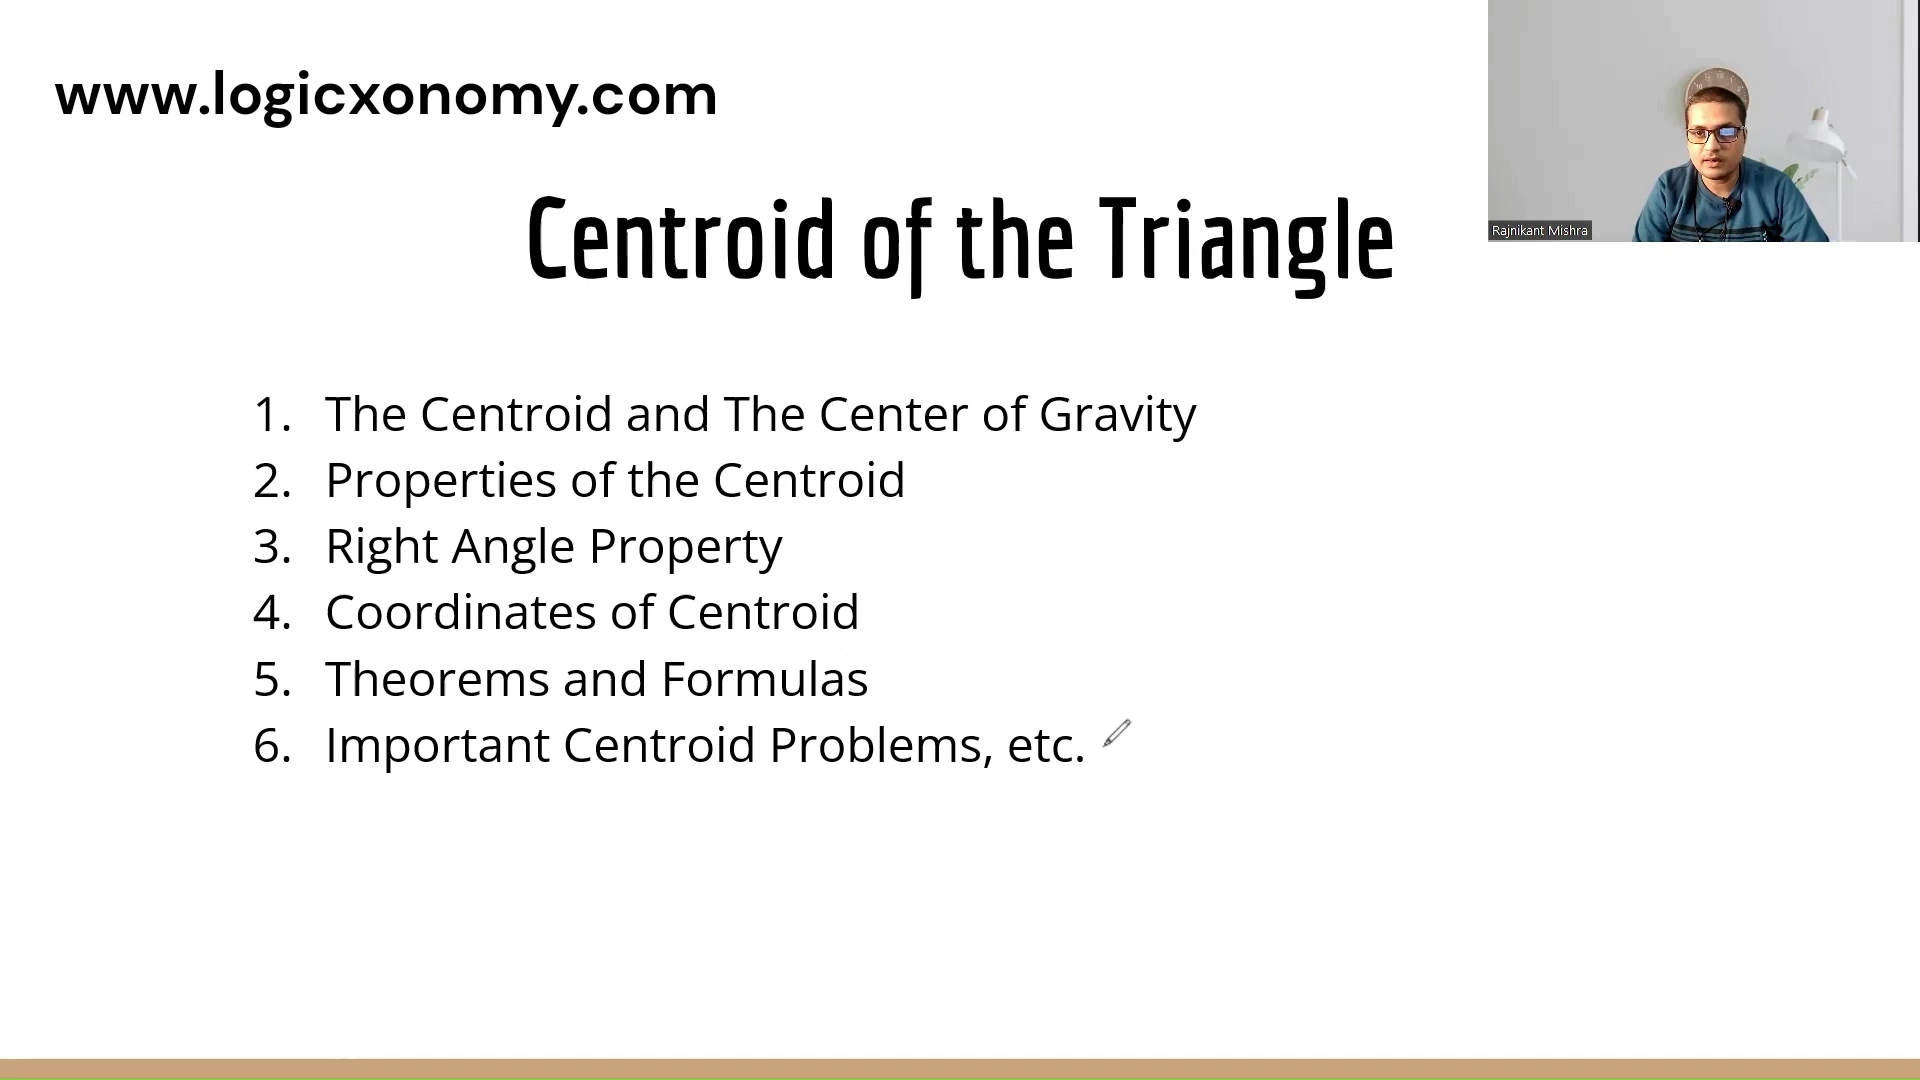 www.logicxonomy.com
Rajnikant Mishra
Centroid of the Triangle
1. The Centroid and The Center of Gravity
2. Properties of the Centroid
3. Right Angle Property
4. Coordinates of Centroid
5. Theorems and Formulas
6. Important Centroid Problems, etc.